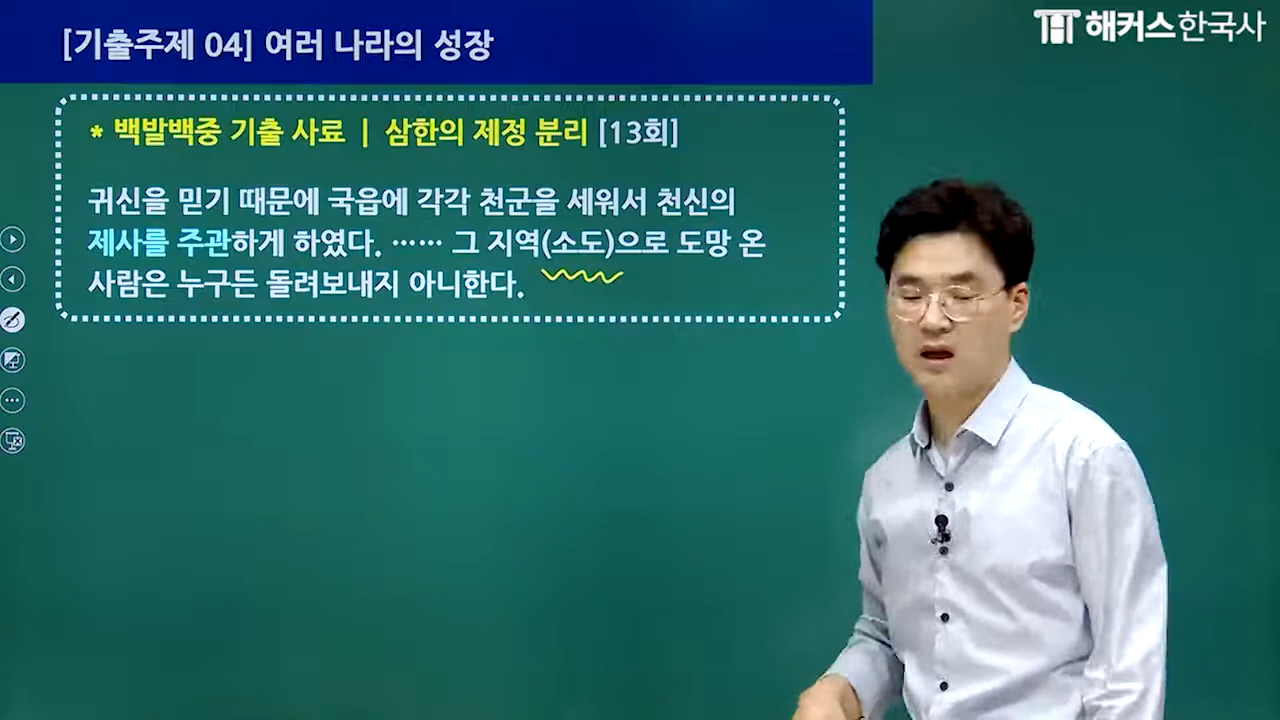 [기출주제 04] 여러 나라의 성장
해커스한국사
* 백발백중 기출 사료 | 삼한의 제정 분리 [13회]
귀신을 믿기 때문에 국읍에 각각 천군을 세워서 천신의
제사를 주관하게 하였다. …… 그 지역(소도)으로 도망 온
사람은 누구든 돌려보내지 아니한다.